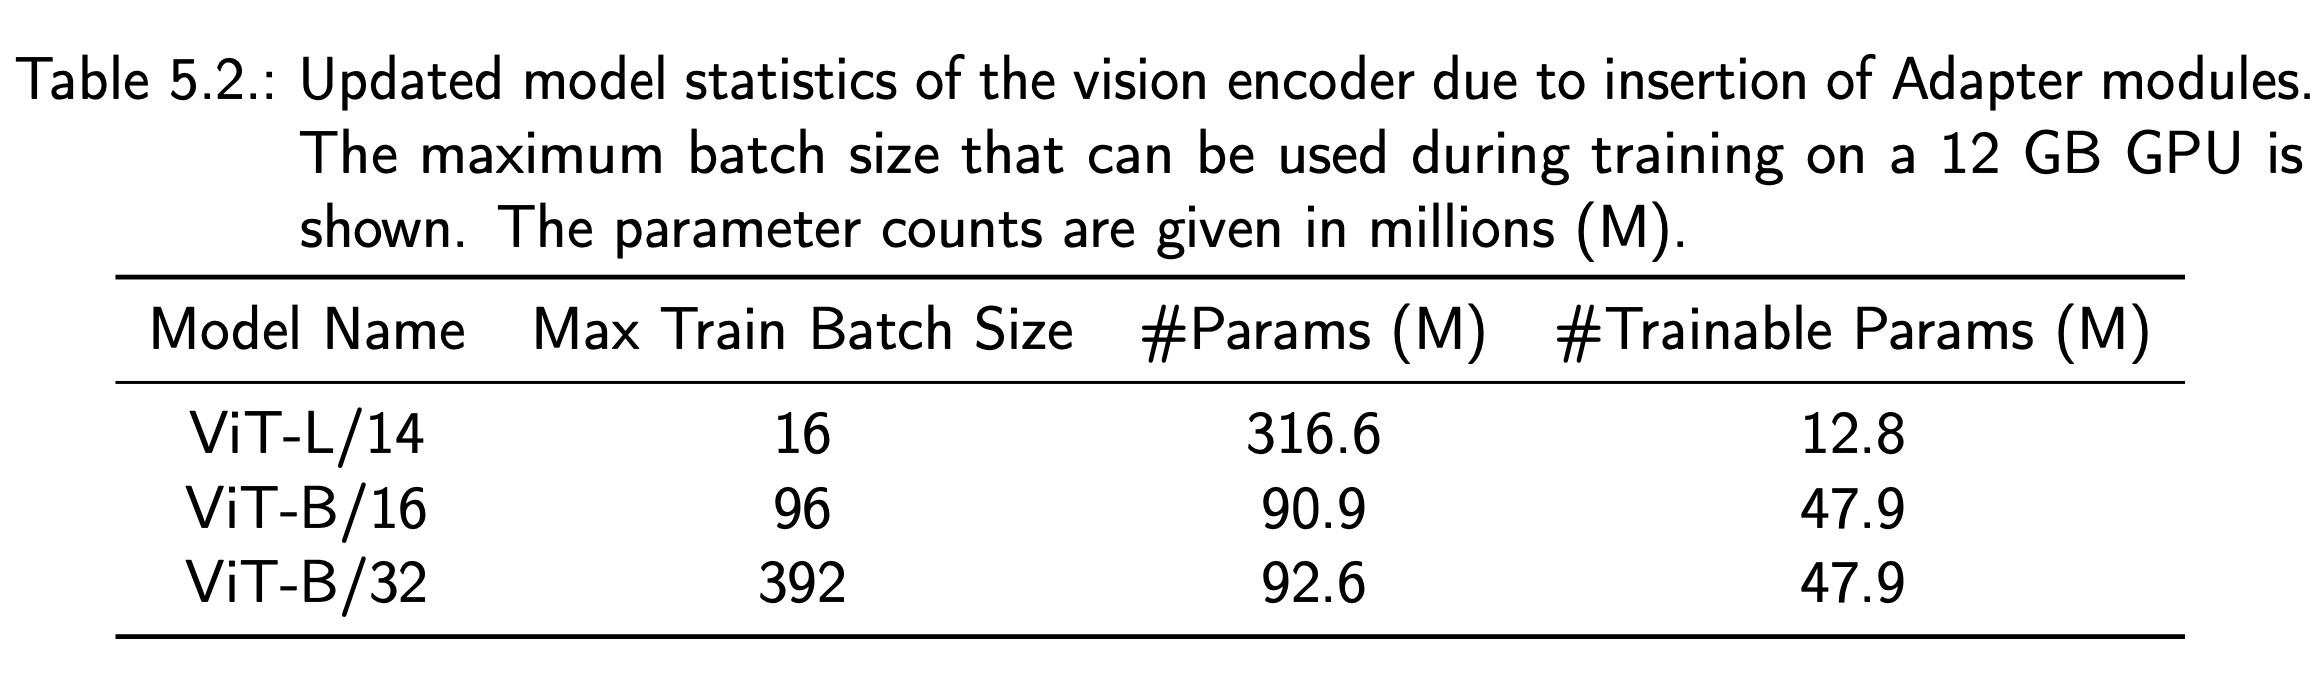 Table 5.2.: Updated model statistics of the vision encoder due to insertion of Adapter modules.
The maximum batch size that can be used during training on a 12 GB GPU is
shown. The parameter counts are given in millions (M).
Model Name Max Train Batch Size #Params (M) #Trainable Params (M)
ViT-L/14 16 316.6 12.8
ViT-B/16 96 90.9 47.9
ViT-B/32 392 92.6 47.9